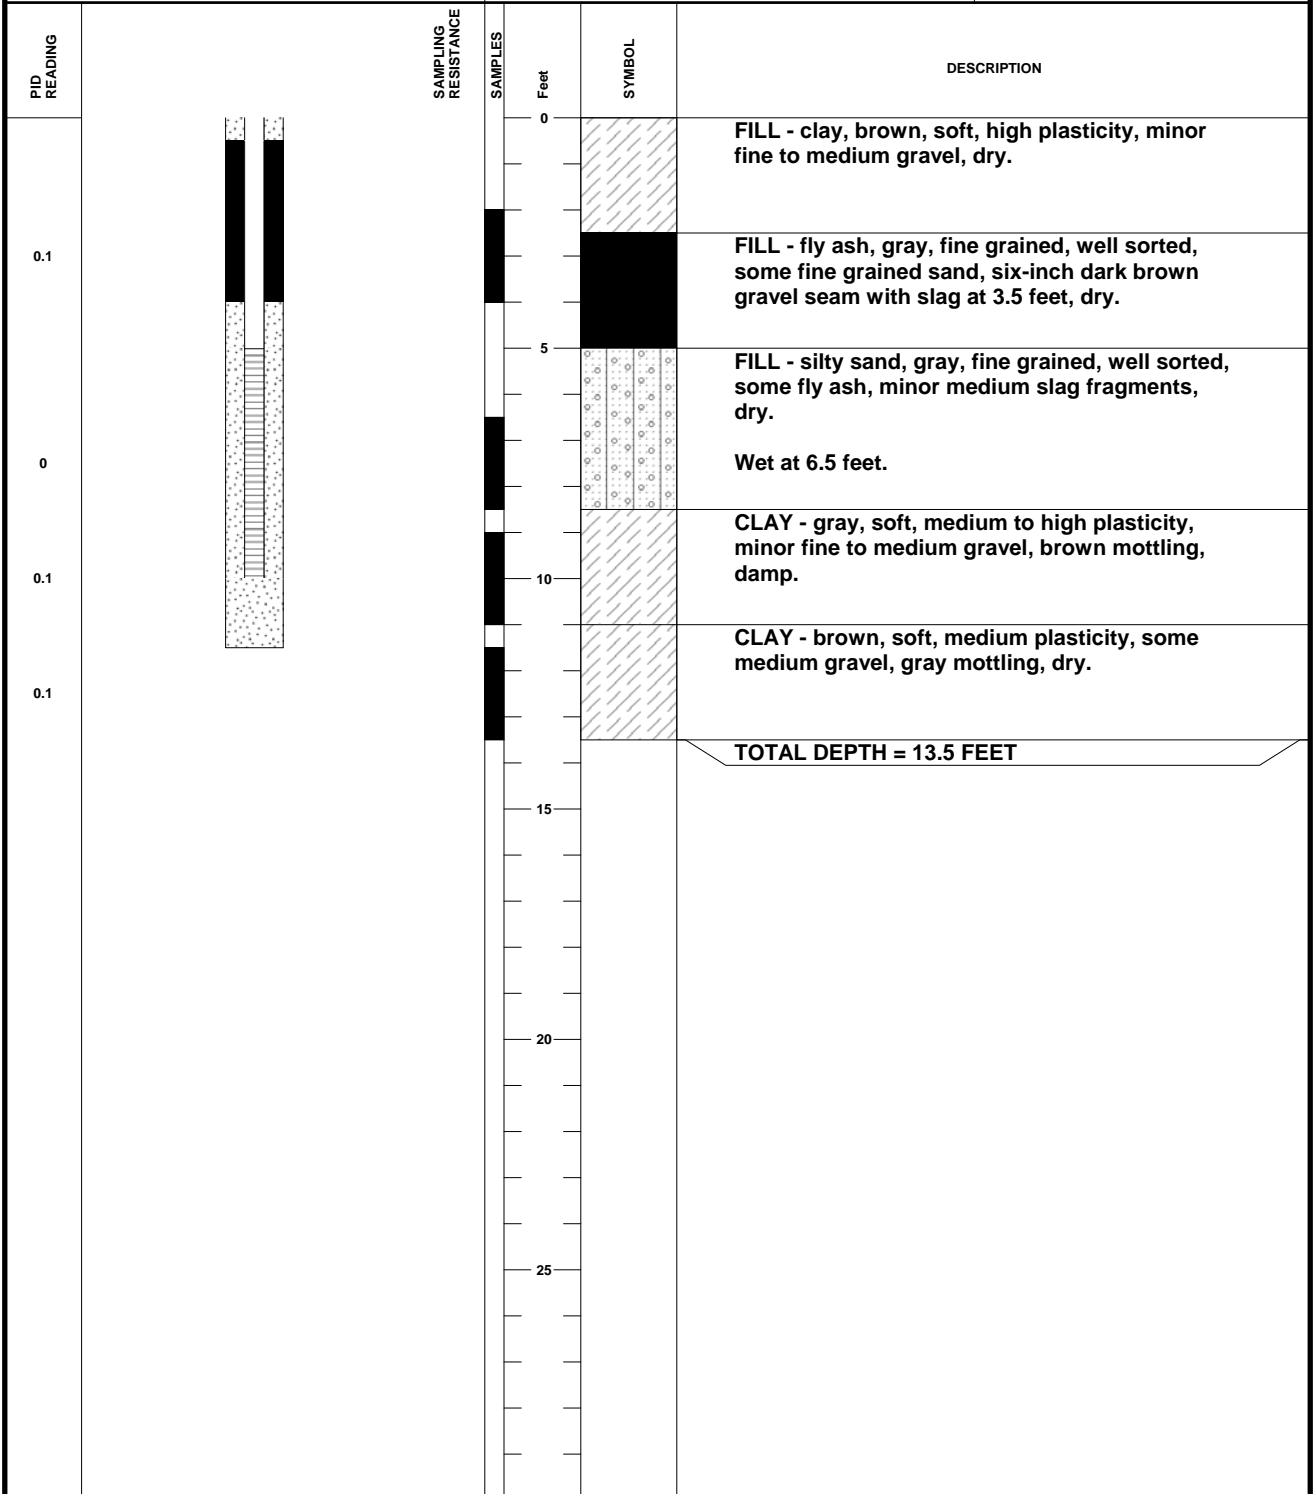 PID
READING
SAMPLING
RESISTANCE
SAMPLES
Feet
SYMBOL
DESCRIPTION
0
FILL - clay, brown, soft, high plasticity, minor
fine to medium gravel, dry.
0.1
FILL - fly ash, gray, fine grained, well sorted,
some fine grained sand, six-inch dark brown
gravel seam with slag at 3.5 feet, dry.
5
FILL - silty sand, gray, fine grained, well sorted,
some fly ash, minor medium slag fragments,
dry.
0
Wet at 6.5 feet.
CLAY - gray, soft, medium to high plasticity,
minor fine to medium gravel, brown mottling,
damp.
0.1
10
CLAY - brown, soft, medium plasticity, some
medium gravel, gray mottling, dry.
0.1
TOTAL DEPTH = 13.5 FEET
15
20
25